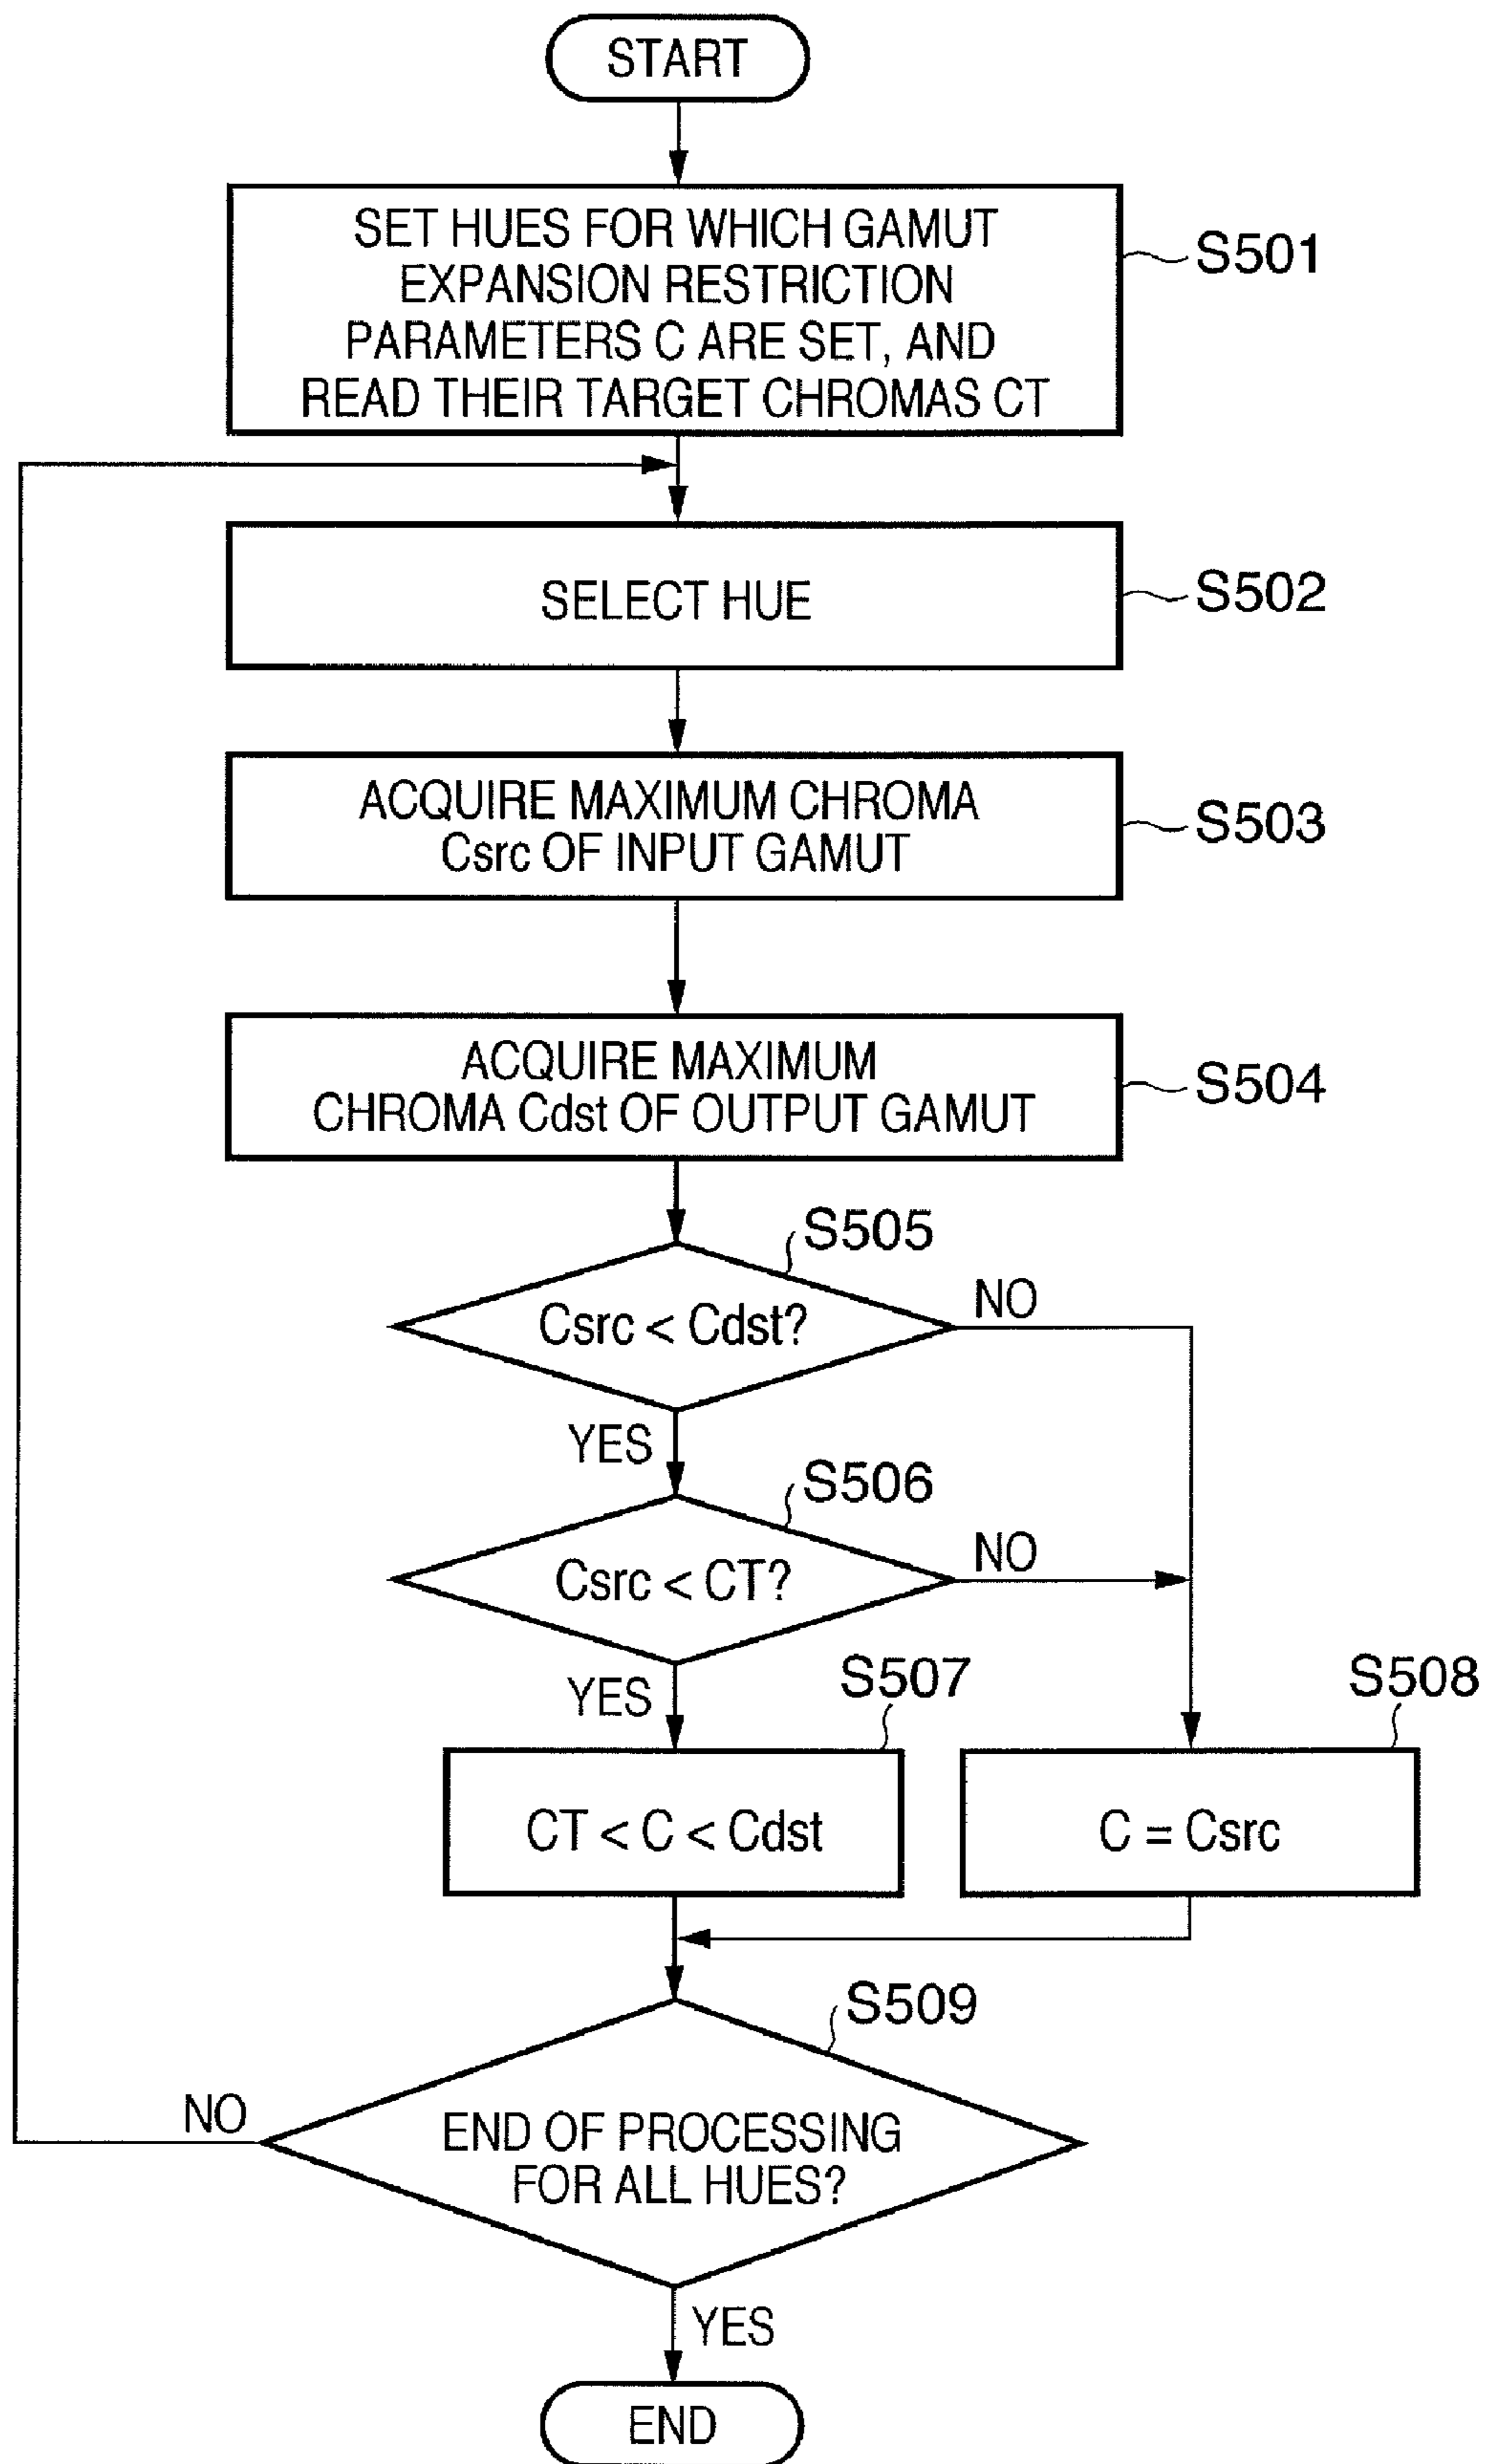 START
SET HUES FOR WHICH GAMUT
EXPANSION RESTRICTION
PARAMETERS C ARE SET, AND
READ THEIR TARGET CHROMAS CT
S501
SELECT HUE
S502
ACQUIRE MAXIMUM CHROMA
Csrc OF INPUT GAMUT
S503
ACQUIRE MAXIMUM
CHROMA Cdst OF OUTPUT GAMUT
S504
S505
Csrc < Cdst?
NO
YES
S506
Csrc < CT?
NO
YES
S507
CT < C < Cdst
S508
C = Csrc
S509
END OF PROCESSING
FOR ALL HUES?
NO
YES
END